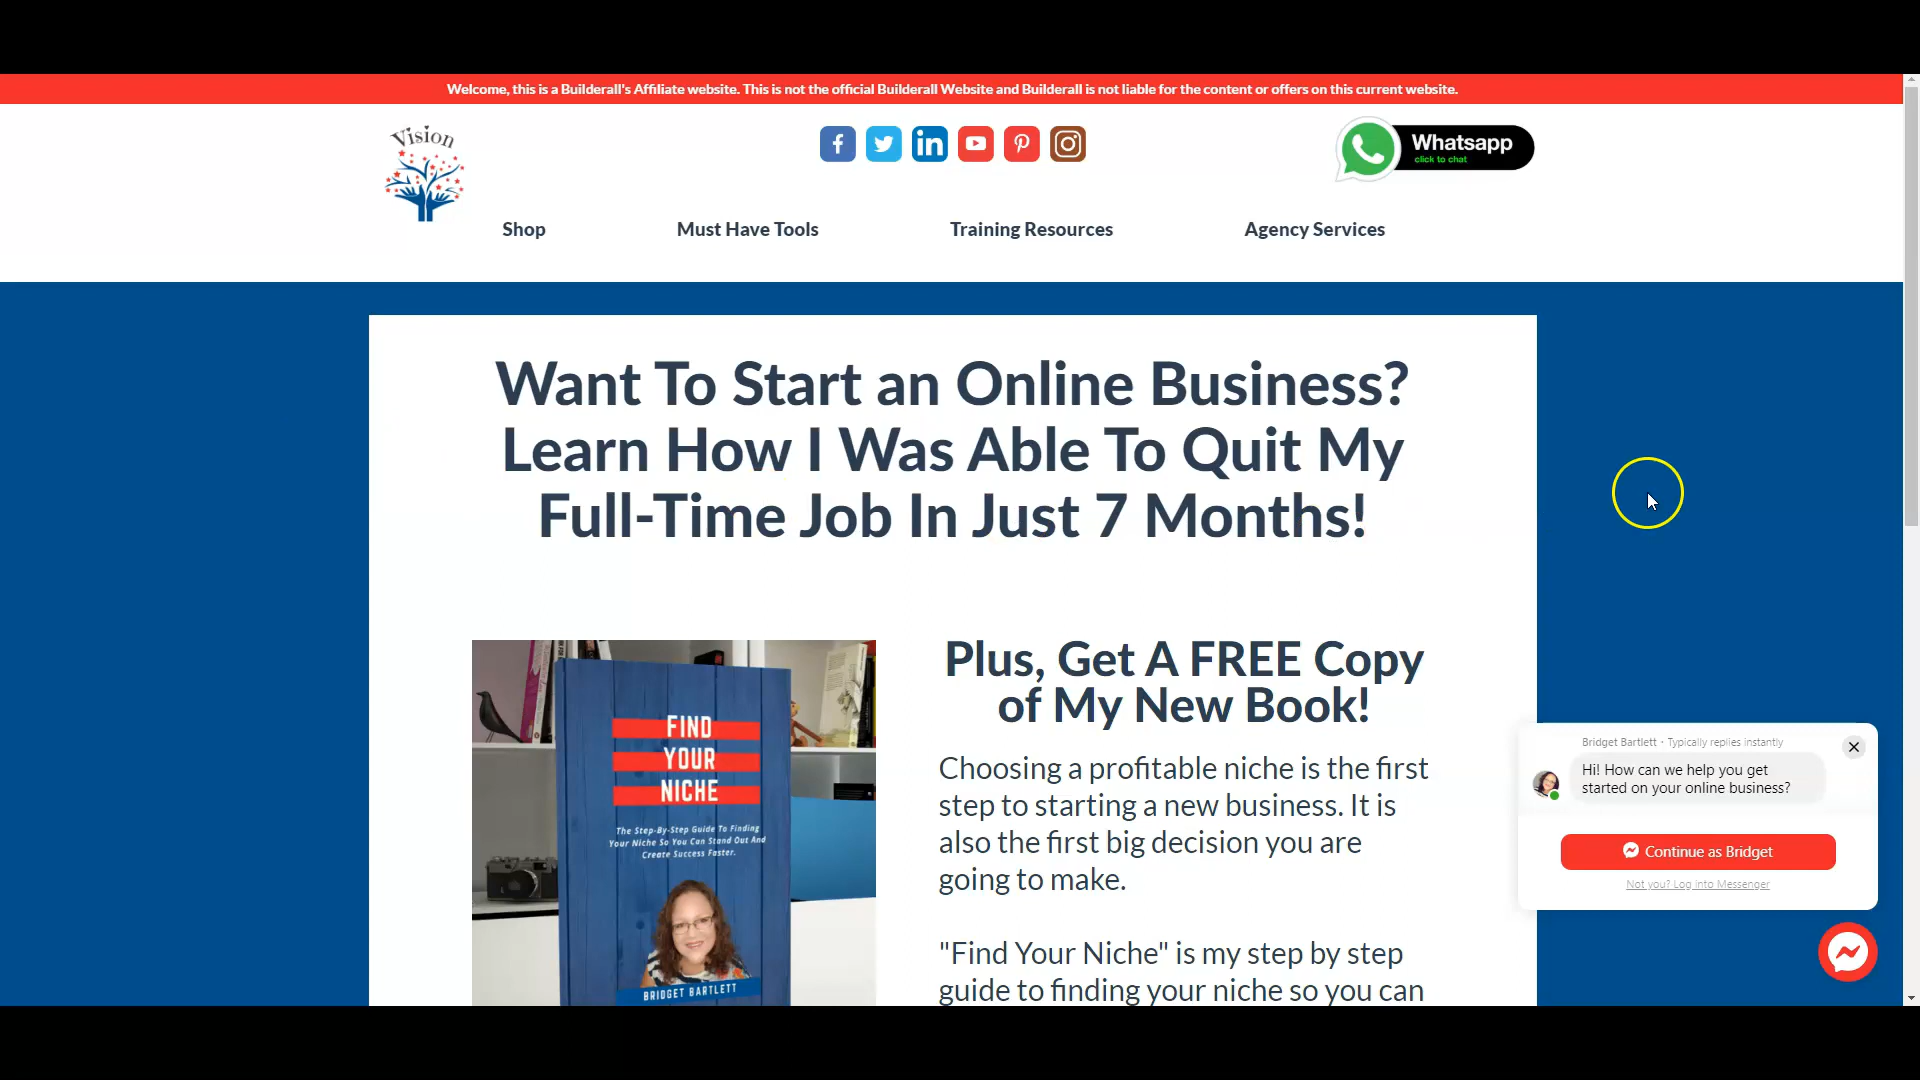 Welcome, this is a Builderall's Affiliate website. This is not the official Builderall Website and Builderall is not liable for the content or offers on this current website.
Vision
Whatsapp
click to chat
Shop
Must Have Tools
Training Resources
Agency Services
Want To Start an Online Business?
Learn How I Was Able To Quit My
Full-Time Job In Just 7 Months!
FIND
YOUR
NICHE
The Step-By-Step Guide To Finding
Your Niche So You Can Stand Out And
Create Success Faster.
BRIDGET BARTLETT
Plus, Get A FREE Copy
of My New Book!
Choosing a profitable niche is the first
step to starting a new business. It is
also the first big decision you are
going to make.
"Find Your Niche" is my step by step
guide to finding your niche so you can
Bridget Bartlett · Typically replies instantly
Hi! How can we help you get
started on your online business?
Continue as Bridget
Not you? Log into Messenger